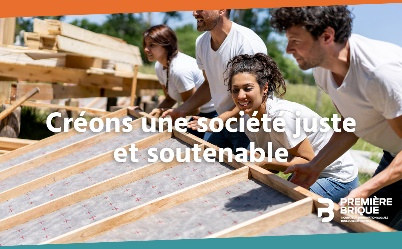 Créons une société juste
et soutenable
PREMIÈRE
BRIQUE